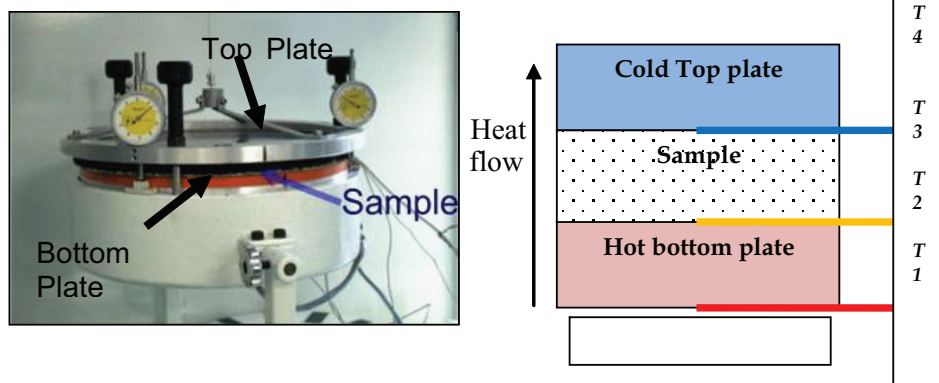 Top Plate
Sample
Bottom
Plate
Heat
flow
Cold Top plate
Sample
Hot bottom plate
T
4
T
3
T
2
T
1